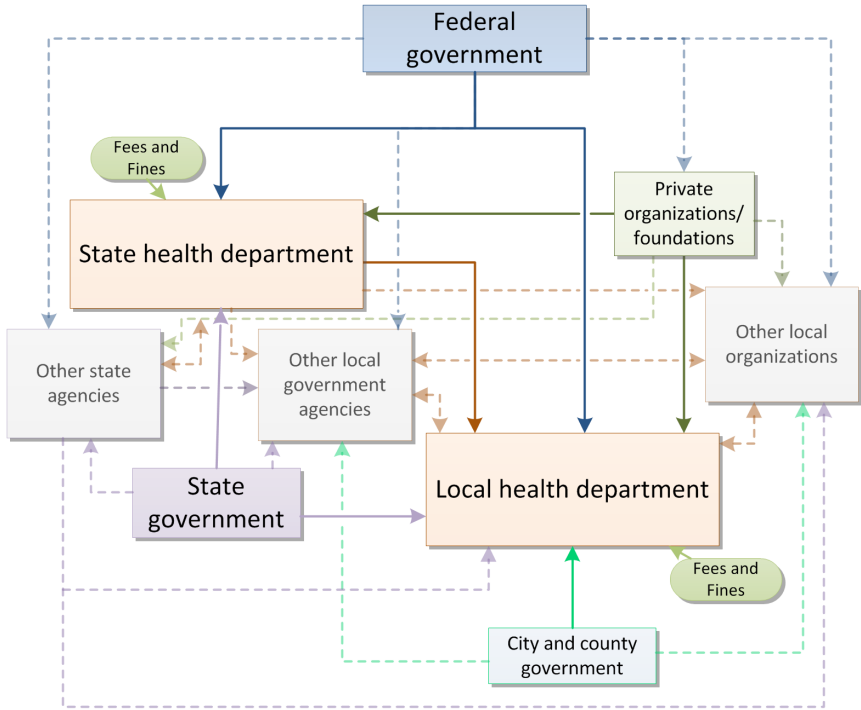 Federal
government
Fees and
Fines
Private
organizations/
foundations
State health department
Other local
organizations
Other state
agencies
Other local
government
agencies
State
government
Local health department
Fees and
Fines
City and county
government